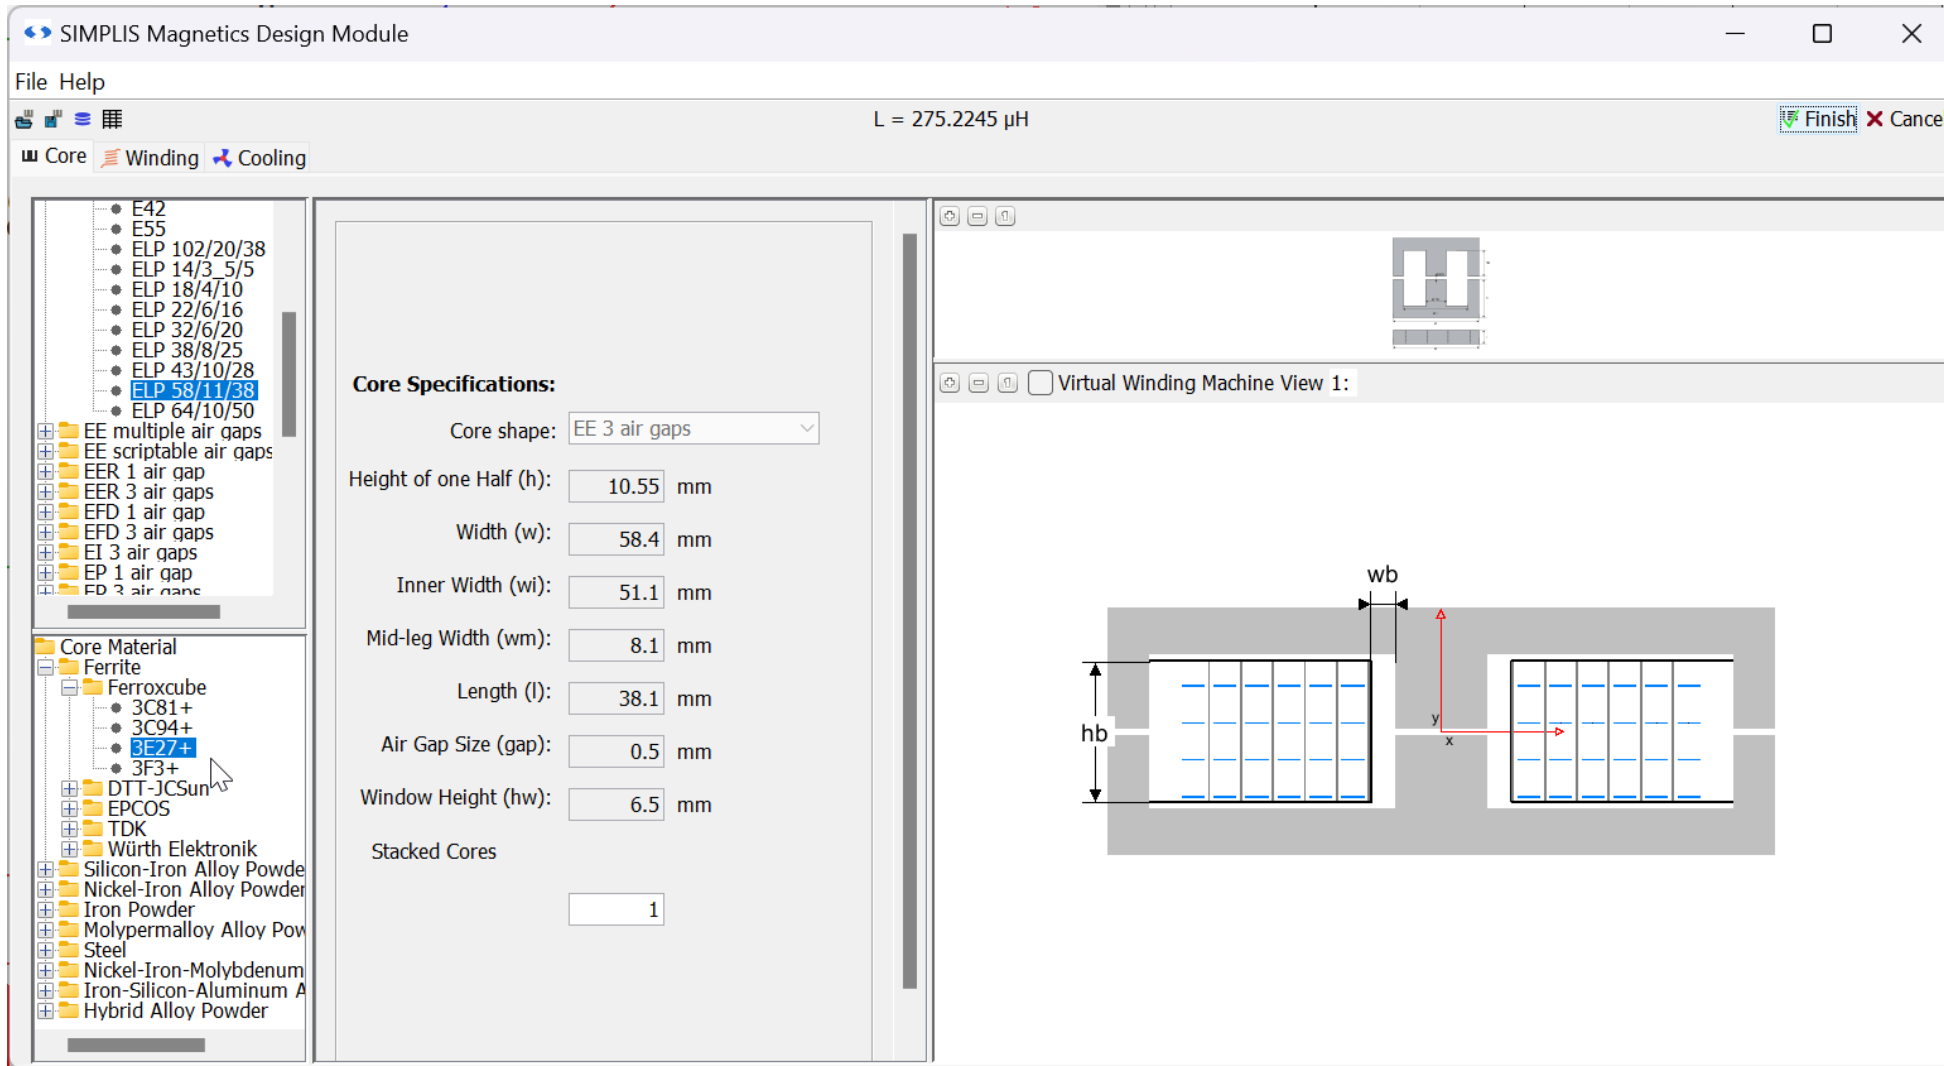 SIMPLIS Magnetics Design Module
File Help
L = 275.2245 µH
Finish Cance
Core Winding Cooling
E42
E55
ELP 102/20/38
ELP 14/3_5/5
ELP 18/4/10
ELP 22/6/16
ELP 32/6/20
ELP 38/8/25
ELP 43/10/28
ELP 58/11/38
ELP 64/10/50
EE multiple air gaps
EE scriptable air gaps
EER 1 air gap
EER 3 air gaps
EFD 1 air gap
EFD 3 air gaps
EI 3 air gaps
EP 1 air gap
EP 3 air gaps
Core Material
Ferrite
Ferroxcube
3C81+
3C94+
3E27+
3F3+
DTT-JCSun
EPCOS
TDK
Würth Elektronik
Silicon-Iron Alloy Powde
Nickel-Iron Alloy Powder
Iron Powder
Molypermalloy Alloy Pow
Steel
Nickel-Iron-Molybdenum
Iron-Silicon-Aluminum A
Hybrid Alloy Powder
Core Specifications:
Core shape: EE 3 air gaps
Height of one Half (h): 10.55 mm
Width (w): 58.4 mm
Inner Width (wi): 51.1 mm
Mid-leg Width (wm): 8.1 mm
Length (l): 38.1 mm
Air Gap Size (gap): 0.5 mm
Window Height (hw): 6.5 mm
Stacked Cores
1
Virtual Winding Machine View 1:
wb
hb
y
x